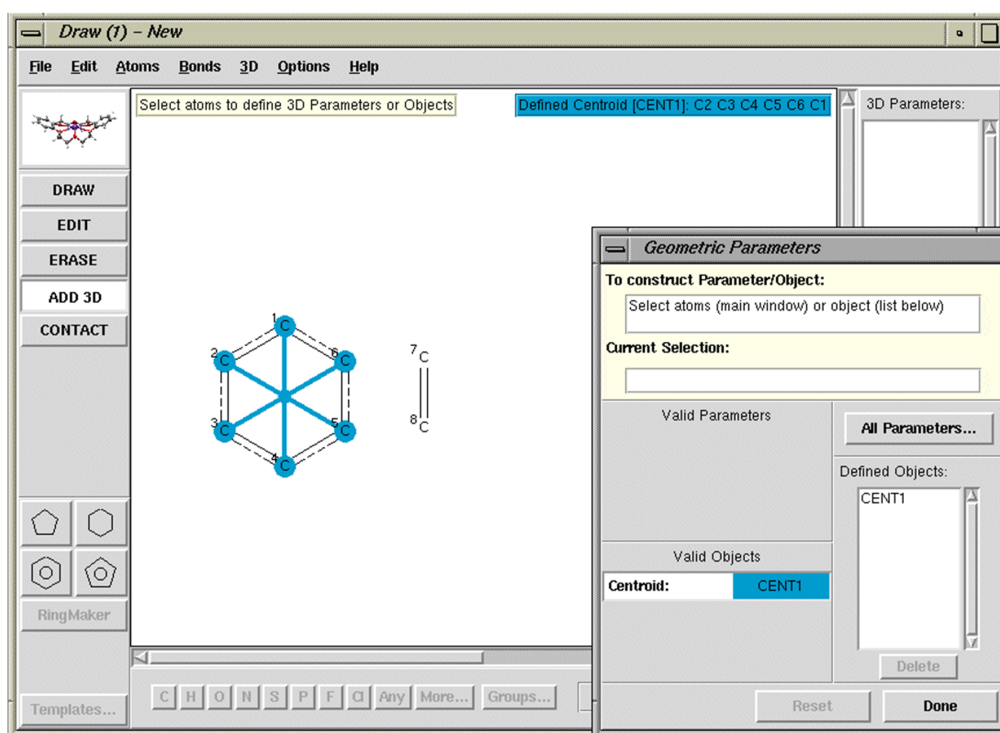 Draw (1) – New
File Edit Atoms Bonds 3D Options Help
Select atoms to define 3D Parameters or Objects
Defined Centroid [CENT1]: C2 C3 C4 C5 C6 C1
3D Parameters:
DRAW
EDIT
ERASE
ADD 3D
CONTACT
1 C
2 C
6 C
3 C
5 C
4 C
7 C
8 C
RingMaker
Templates...
C H O N S P F Cl Any More... Groups...
Geometric Parameters
To construct Parameter/Object:
Select atoms (main window) or object (list below)
Current Selection:
Valid Parameters
All Parameters...
Defined Objects:
CENT1
Valid Objects
Centroid: CENT1
Delete
Reset
Done